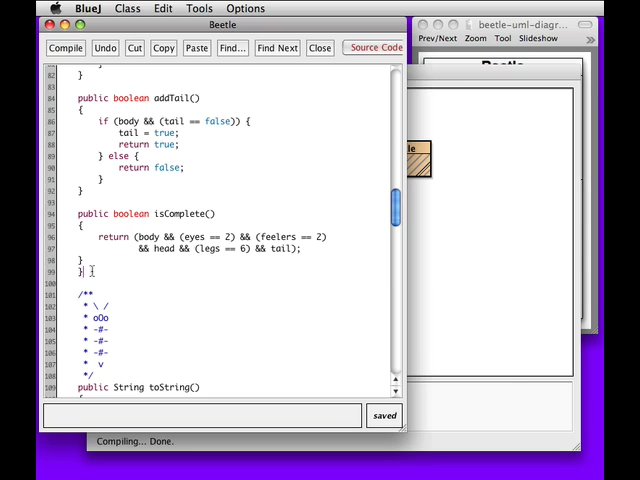 BlueJ Class Edit Tools Options
Beetle
beetle-uml-diagra...
Compile Undo Cut Copy Paste Find... Find Next Close Source Code
Prev/Next Zoom Tool Slideshow »
82 }
83
84 public boolean addTail()
85 {
86 if (body && (tail == false)) {
87 tail = true;
88 return true;
89 } else {
90 return false;
91 }
92 }
93
94 public boolean isComplete()
95 {
96 return (body && (eyes == 2) && (feelers == 2)
97 && head && (legs == 6) && tail);
98 }
99 }
100
101 /**
102 * \ /
103 * oOo
104 * -#-
105 * -#-
106 * -#-
107 * v
108 */
109 public String toString()
saved
Compiling... Done.